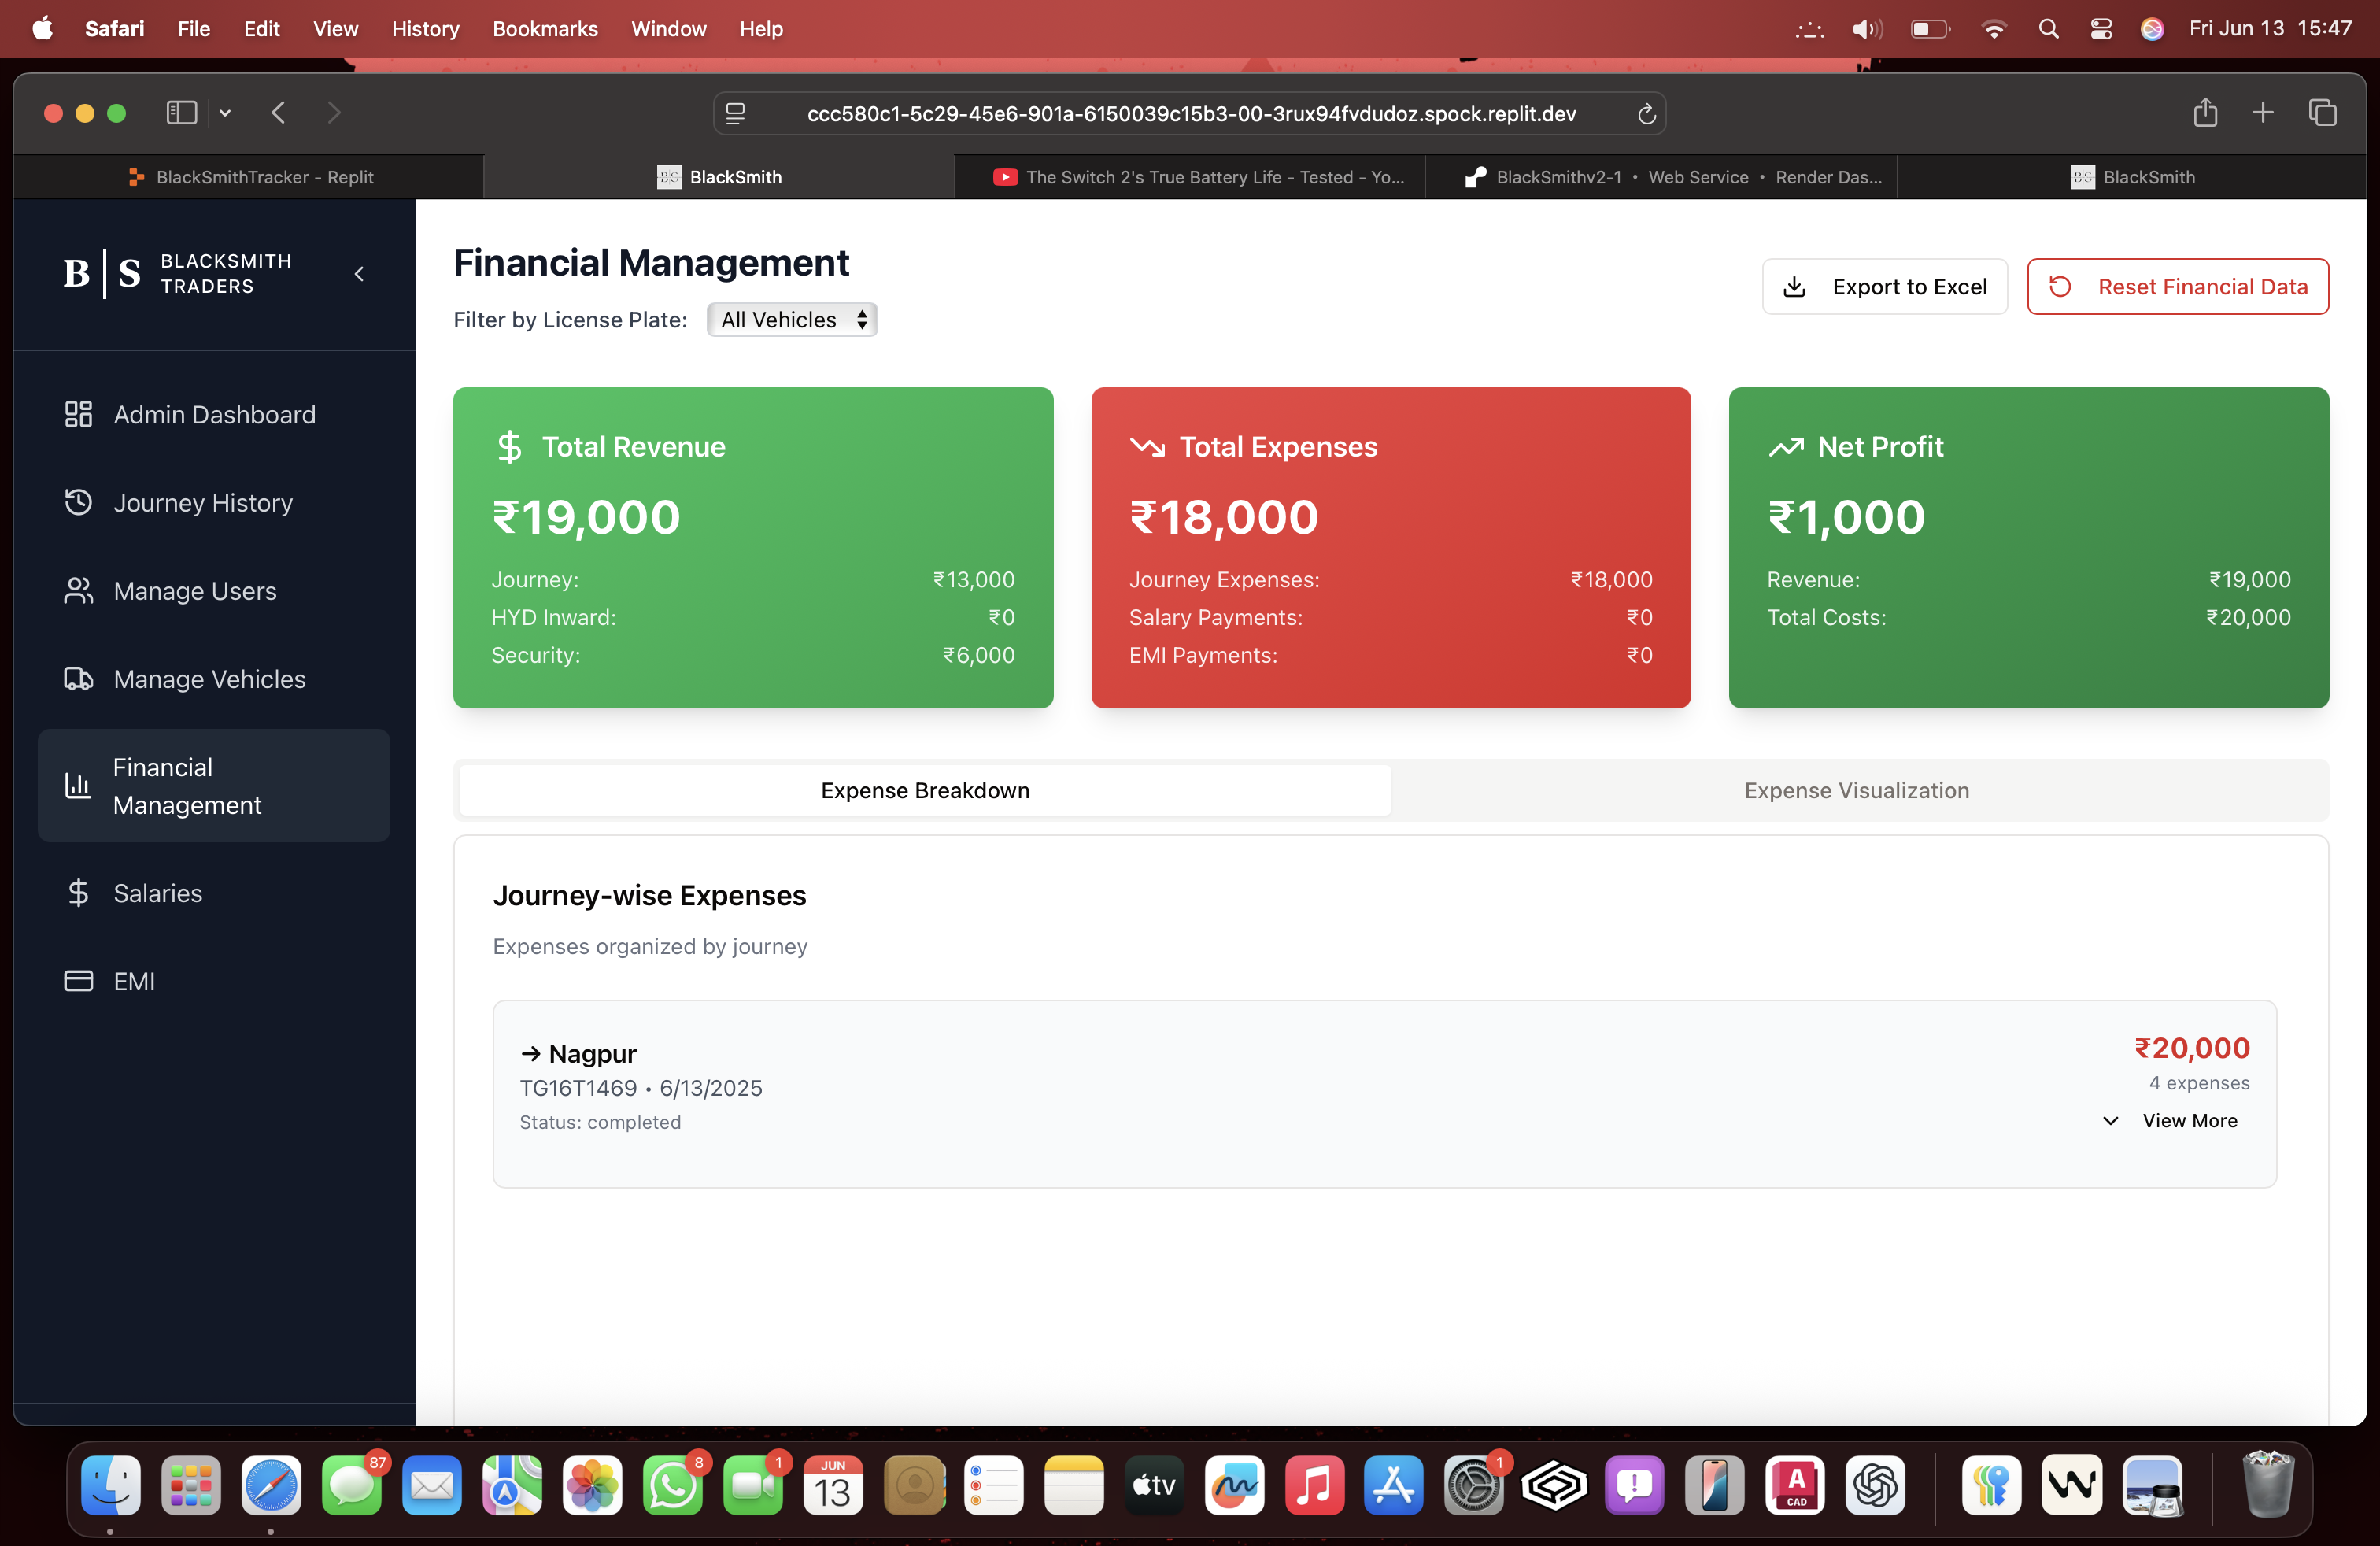 Safari File Edit View History Bookmarks Window Help Fri Jun 13 15:47
ccc580c1-5c29-45e6-901a-6150039c15b3-00-3rux94fvdudoz.spock.replit.dev
BlackSmithTracker - Replit
B|S BlackSmith
The Switch 2's True Battery Life - Tested - Yo...
BlackSmithv2-1 • Web Service • Render Das...
B|S BlackSmith
B|S
BLACKSMITH
TRADERS
Admin Dashboard
Journey History
Manage Users
Manage Vehicles
Financial
Management
Salaries
EMI
Financial Management
Filter by License Plate: All Vehicles
Export to Excel
Reset Financial Data
Total Revenue
₹19,000
Journey: ₹13,000
HYD Inward: ₹0
Security: ₹6,000
Total Expenses
₹18,000
Journey Expenses: ₹18,000
Salary Payments: ₹0
EMI Payments: ₹0
Net Profit
₹1,000
Revenue: ₹19,000
Total Costs: ₹20,000
Expense Breakdown
Expense Visualization
Journey-wise Expenses
Expenses organized by journey
→ Nagpur
TG16T1469 • 6/13/2025
Status: completed
₹20,000
4 expenses
View More
87
8
1
JUN
13
tv
1
A
CAD